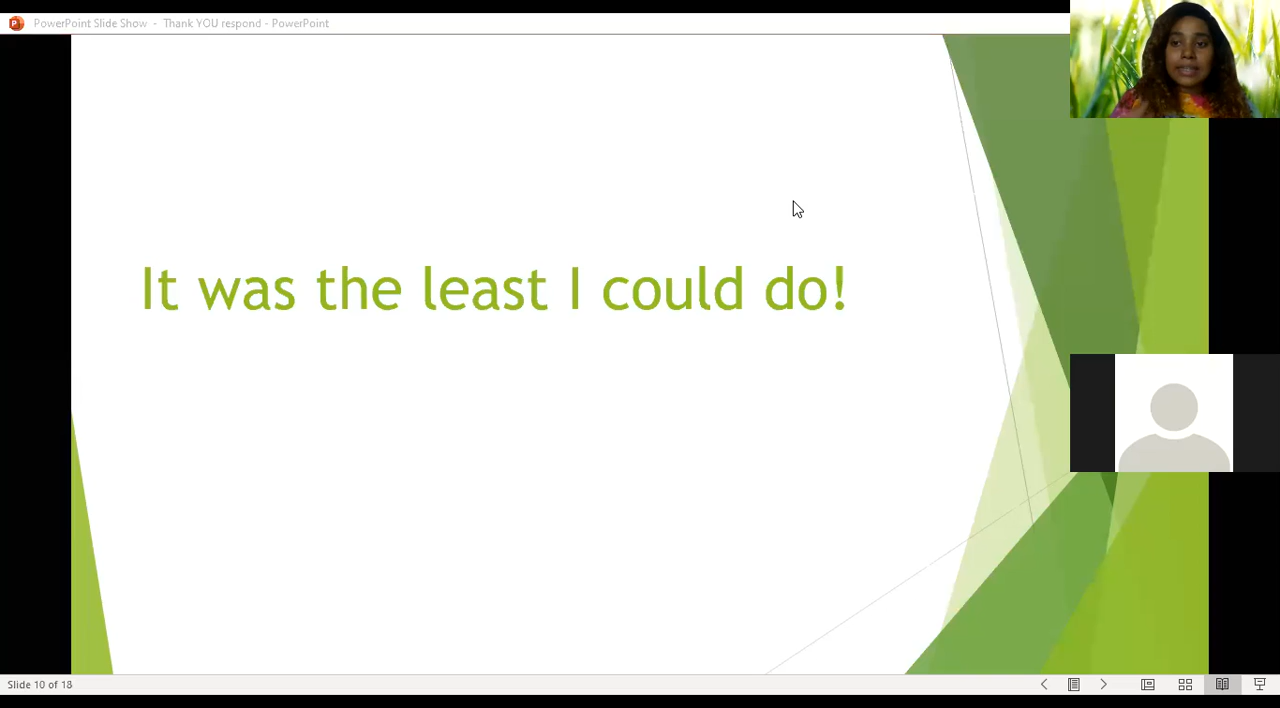 PowerPoint Slide Show - Thank YOU respond - PowerPoint
It was the least I could do!
Slide 10 of 18